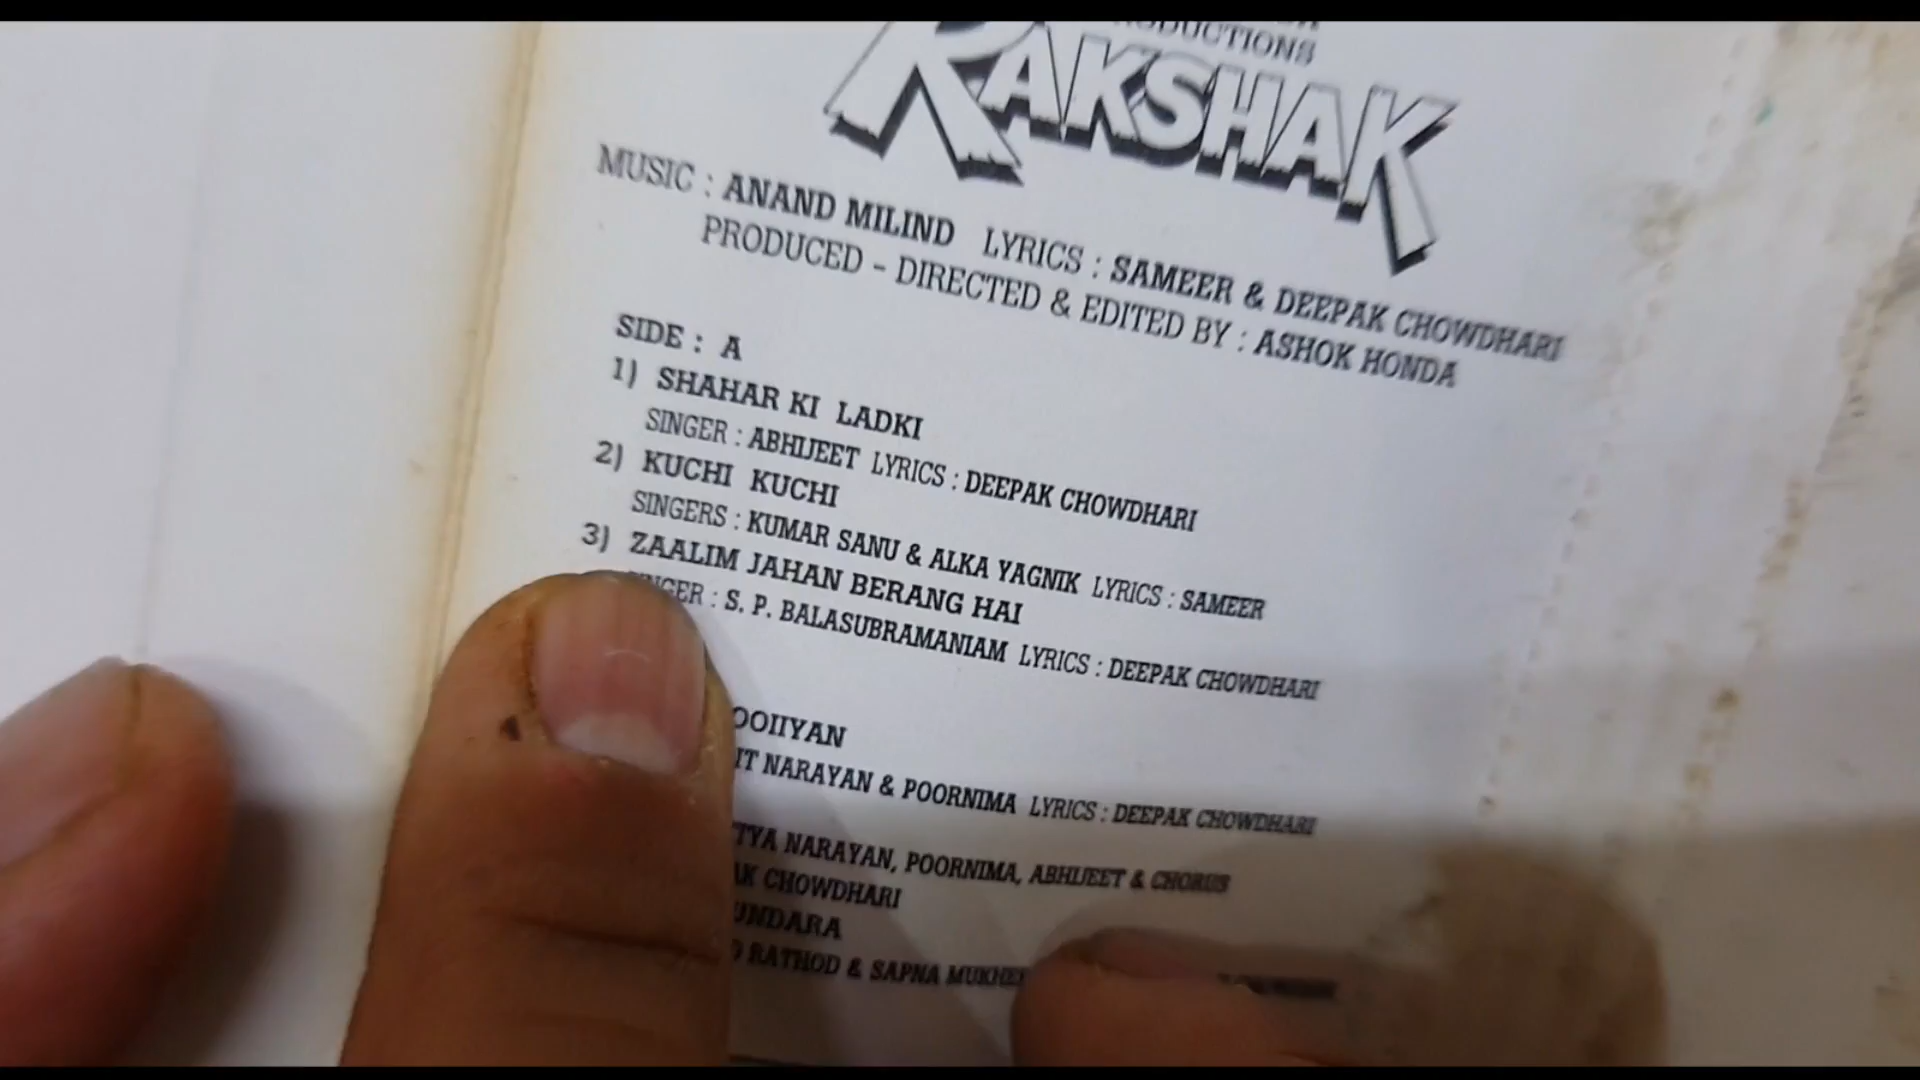 RODUCTIONS
RAKSHAK
MUSIC : ANAND MILIND LYRICS : SAMEER & DEEPAK CHOWDHARI
PRODUCED - DIRECTED & EDITED BY : ASHOK HONDA
SIDE : A
1) SHAHAR KI LADKI
SINGER : ABHIJEET LYRICS : DEEPAK CHOWDHARI
2) KUCHI KUCHI
SINGERS : KUMAR SANU & ALKA YAGNIK LYRICS : SAMEER
3) ZAALIM JAHAN BERANG HAI
NGER : S. P. BALASUBRAMANIAM LYRICS : DEEPAK CHOWDHARI
OOIIYAN
IT NARAYAN & POORNIMA LYRICS : DEEPAK CHOWDHARI
TYA NARAYAN, POORNIMA, ABHIJEET & CHORUS
AK CHOWDHARI
UNDARA
RATHOD & SAPNA